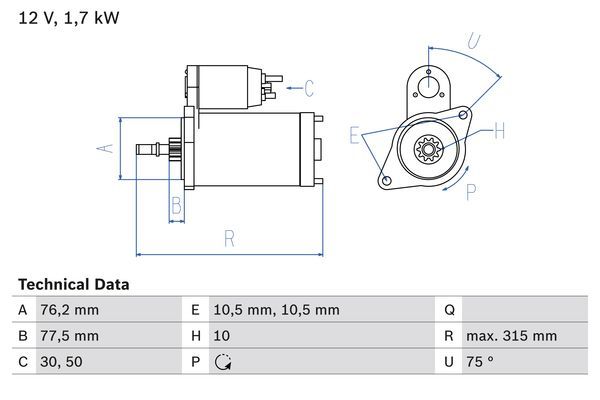 12 V, 1,7 kW
U
C
A
E
H
P
B
R
Technical Data
A 76,2 mm E 10,5 mm, 10,5 mm Q
B 77,5 mm H 10 R max. 315 mm
C 30, 50 P U 75 °